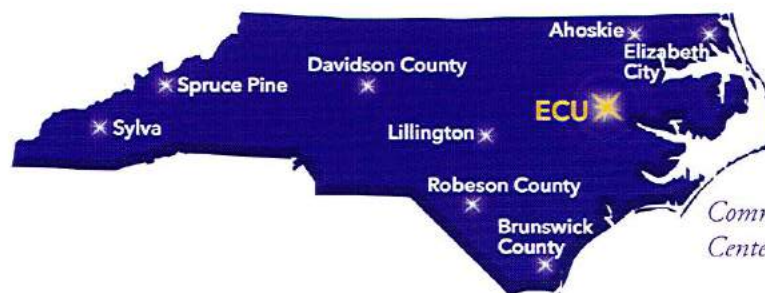 Ahoskie
Elizabeth
City
Davidson County
Spruce Pine
ECU
Sylva
Lillington
Robeson County
Brunswick
County